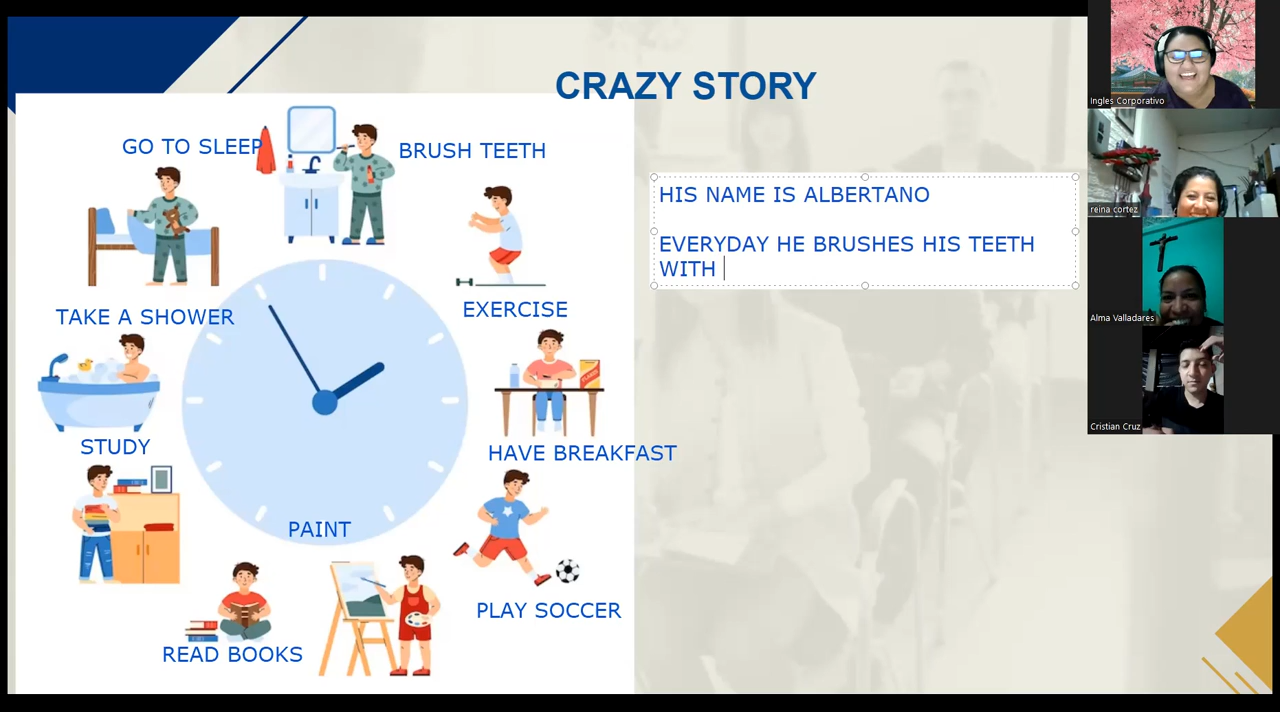 CRAZY STORY
GO TO SLEEP
BRUSH TEETH
EXERCISE
TAKE A SHOWER
HAVE BREAKFAST
STUDY
PAINT
PLAY SOCCER
READ BOOKS
HIS NAME IS ALBERTANO
EVERYDAY HE BRUSHES HIS TEETH
WITH
Ingles Corporativo
reina cortez
Alma Valladares
Cristian Cruz